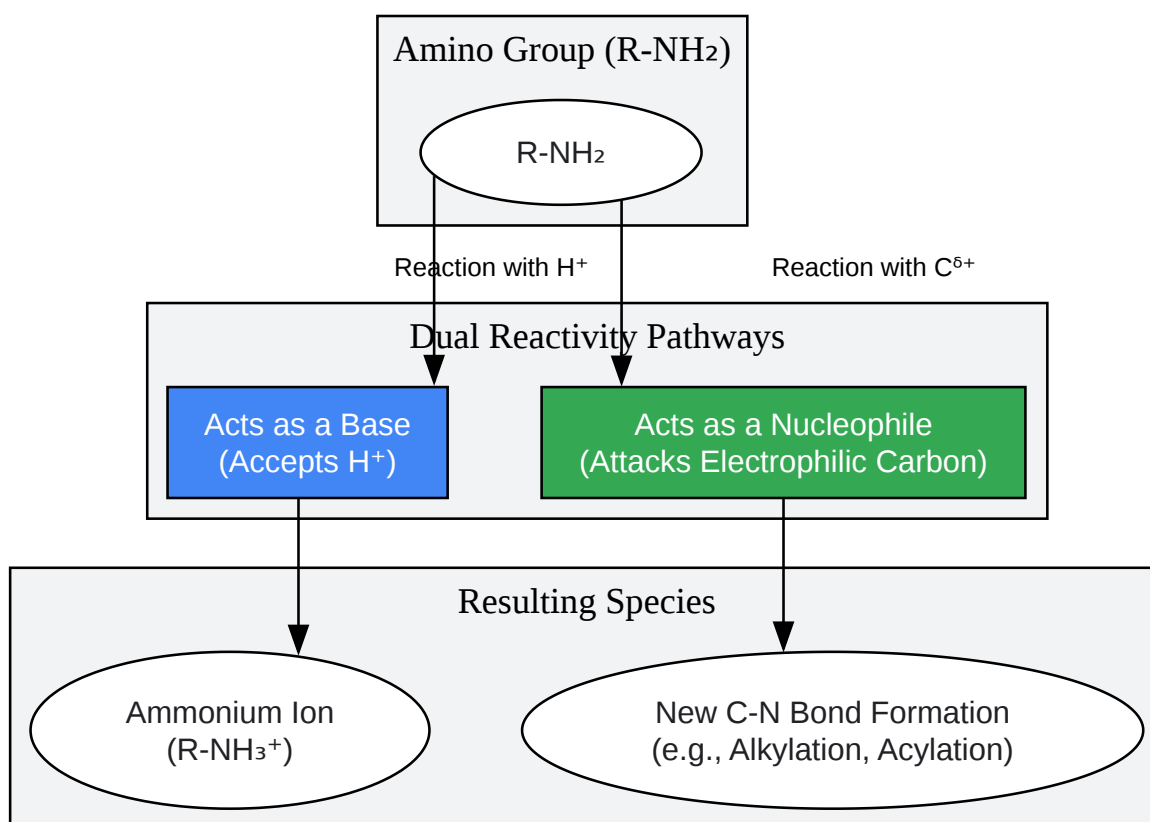 Amino Group (R-NH₂)
R-NH₂
Reaction with H⁺
Reaction with Cᵟ⁺
Dual Reactivity Pathways
Acts as a Base
(Accepts H⁺)
Acts as a Nucleophile
(Attacks Electrophilic Carbon)
Resulting Species
Ammonium Ion
(R-NH₃⁺)
New C-N Bond Formation
(e.g., Alkylation, Acylation)